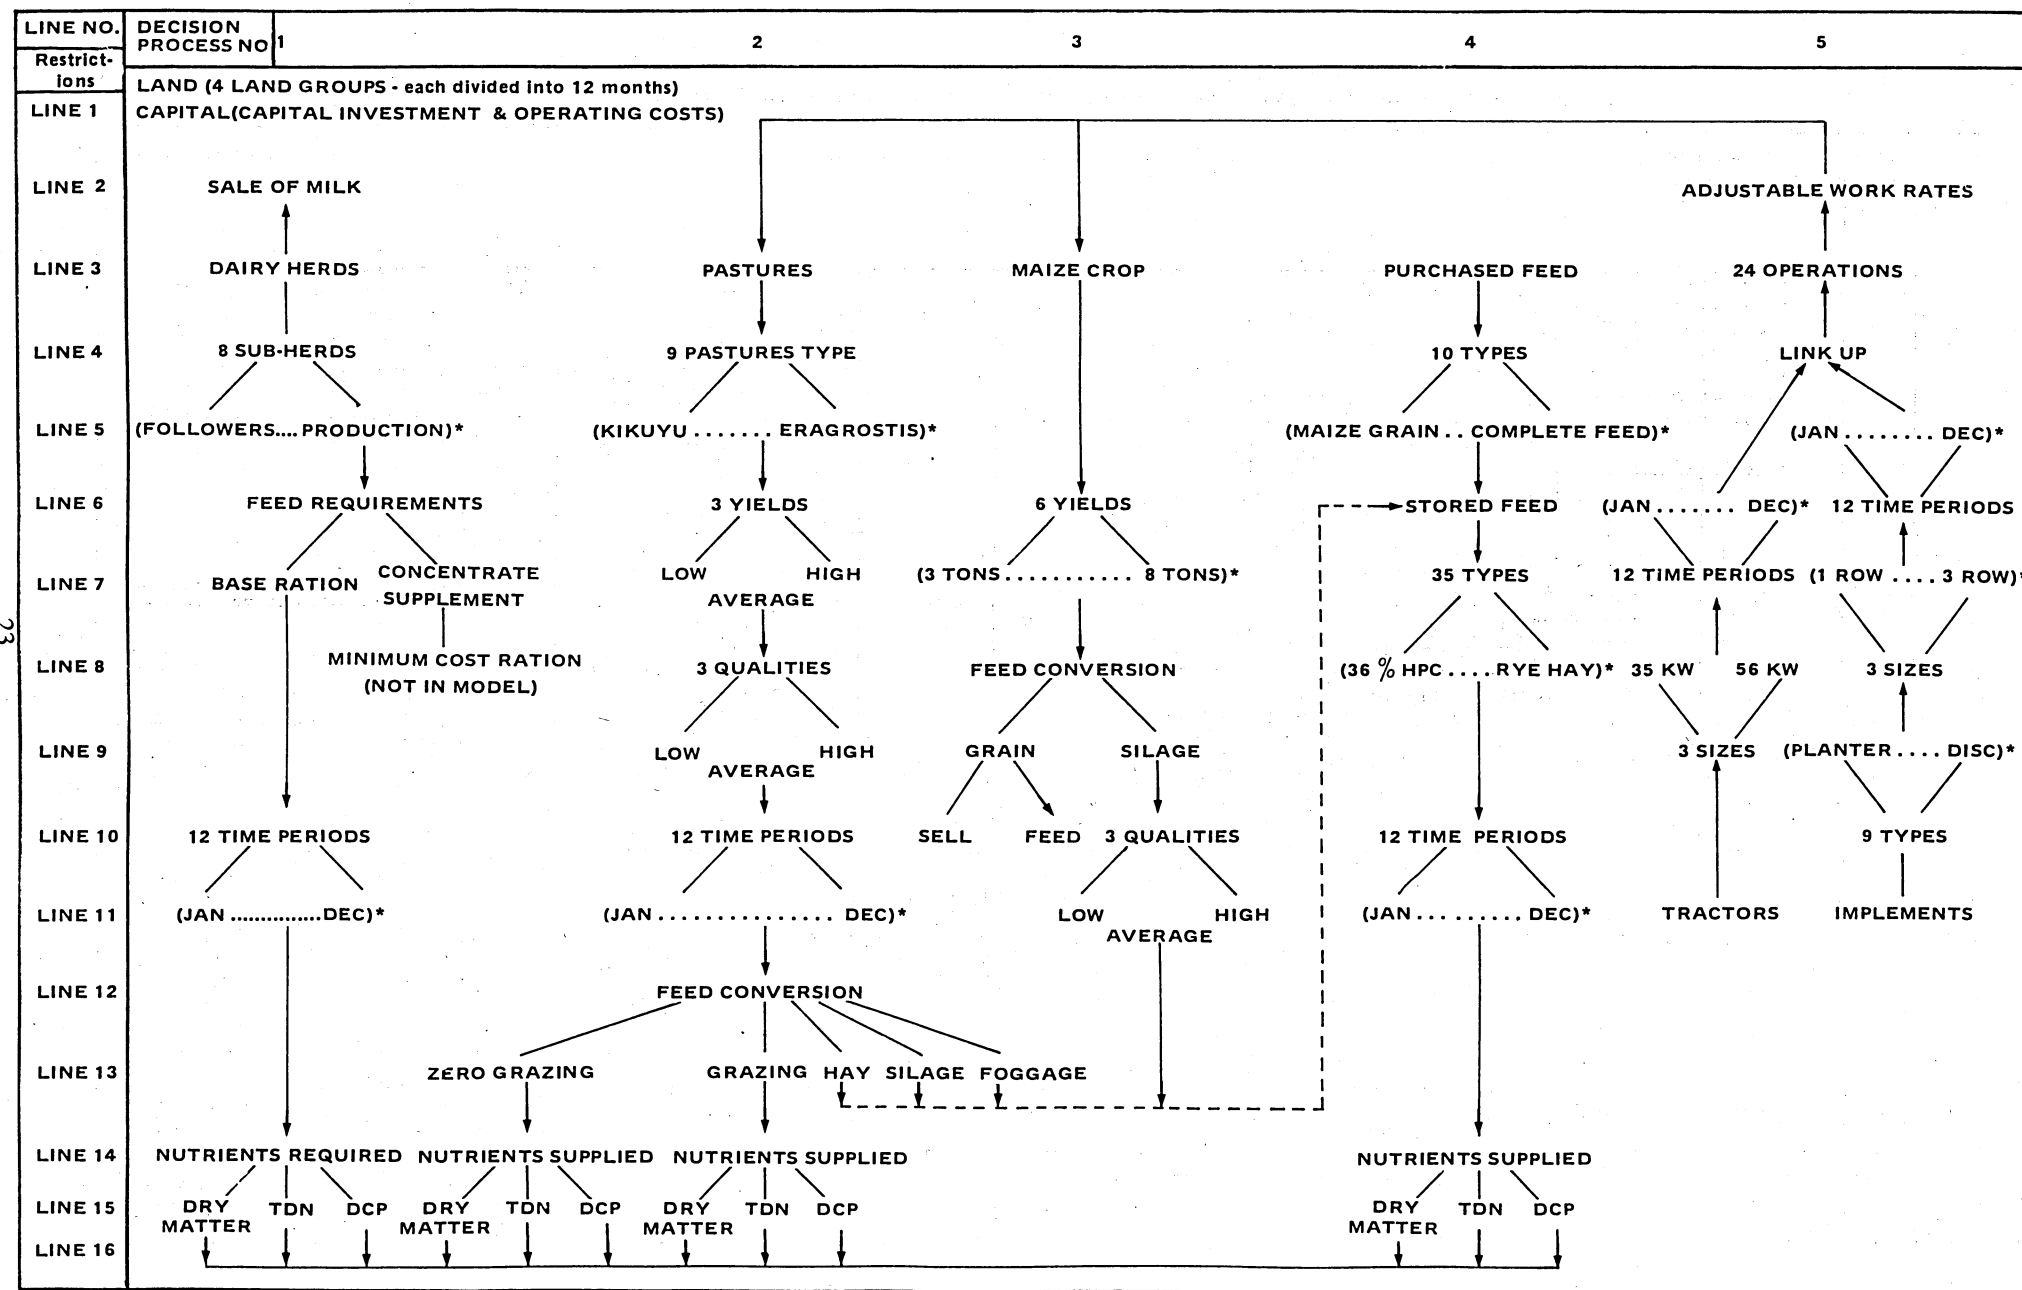 LINE NO. DECISION PROCESS NO 1 2 3 4 5
Restrict-
ions
LAND (4 LAND GROUPS - each divided into 12 months)
LINE 1 CAPITAL(CAPITAL INVESTMENT & OPERATING COSTS)
LINE 2 SALE OF MILK ADJUSTABLE WORK RATES
LINE 3 DAIRY HERDS PASTURES MAIZE CROP PURCHASED FEED 24 OPERATIONS
LINE 4 8 SUB-HERDS 9 PASTURES TYPE 10 TYPES LINK UP
LINE 5 (FOLLOWERS....PRODUCTION)* (KIKUYU.......ERAGROSTIS)* (MAIZE GRAIN..COMPLETE FEED)* (JAN........DEC)*
LINE 6 FEED REQUIREMENTS 3 YIELDS 6 YIELDS STORED FEED (JAN.......DEC)* 12 TIME PERIODS
LINE 7 BASE RATION CONCENTRATE LOW HIGH (3 TONS...........8 TONS)* 35 TYPES 12 TIME PERIODS (1 ROW....3 ROW)*
SUPPLEMENT AVERAGE
LINE 8 MINIMUM COST RATION 3 QUALITIES FEED CONVERSION (36 % HPC....RYE HAY)* 35 KW 56 KW 3 SIZES
(NOT IN MODEL)
23
LINE 9 LOW HIGH GRAIN SILAGE 3 SIZES (PLANTER....DISC)*
AVERAGE
LINE 10 12 TIME PERIODS 12 TIME PERIODS SELL FEED 3 QUALITIES 12 TIME PERIODS 9 TYPES
LINE 11 (JAN...............DEC)* (JAN...............DEC)* LOW HIGH (JAN.........DEC)* TRACTORS IMPLEMENTS
AVERAGE
LINE 12 FEED CONVERSION
LINE 13 ZERO GRAZING GRAZING HAY SILAGE FOGGAGE
LINE 14 NUTRIENTS REQUIRED NUTRIENTS SUPPLIED NUTRIENTS SUPPLIED NUTRIENTS SUPPLIED
LINE 15 DRY TDN DCP DRY TDN DCP DRY TDN DCP DRY TDN DCP
MATTER MATTER MATTER MATTER
LINE 16